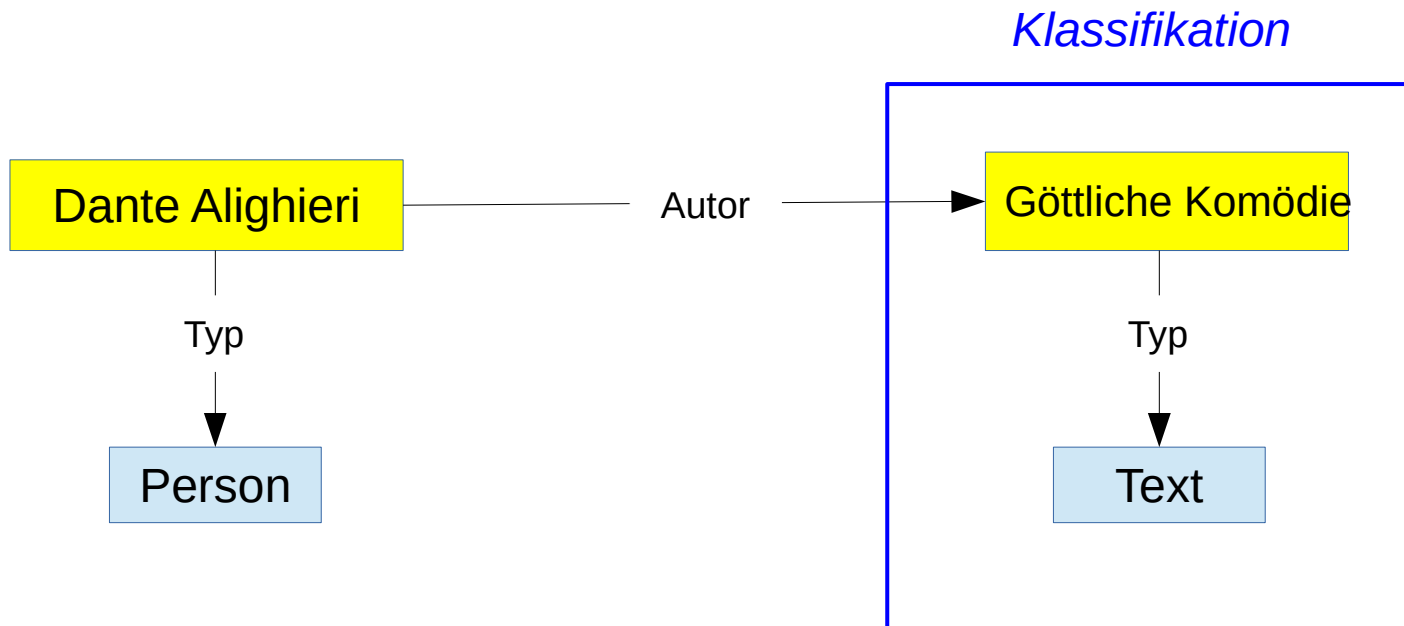 Klassifikation
Dante Alighieri
Autor
Göttliche Komödie
Typ
Typ
Person
Text